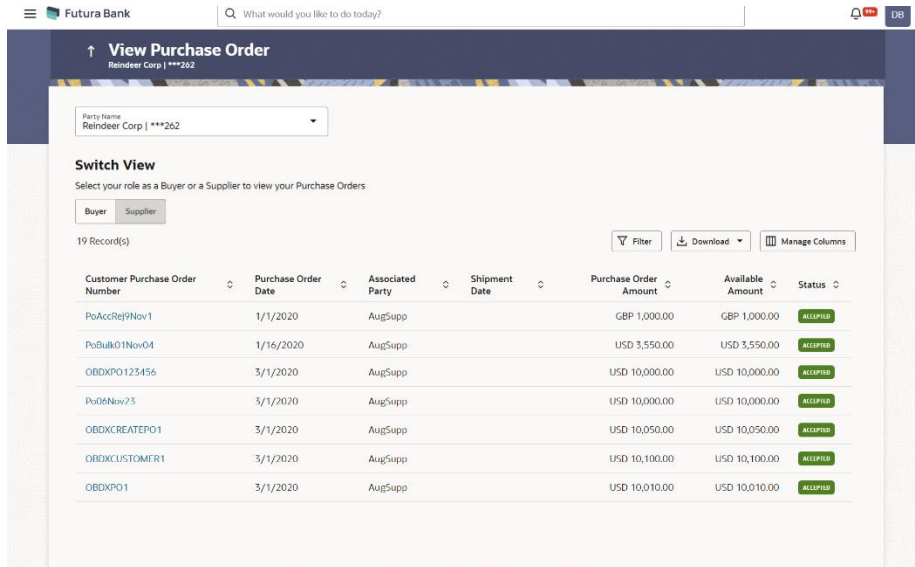 Futura Bank
What would you like to do today?
99+
DB
↑ View Purchase Order
Reindeer Corp | ***262
Party Name
Reindeer Corp | ***262
Switch View
Select your role as a Buyer or a Supplier to view your Purchase Orders
Buyer Supplier
19 Record(s)
Filter Download Manage Columns
Customer Purchase Order Number Purchase Order Date Associated Party Shipment Date Purchase Order Amount Available Amount Status
PoAccRej9Nov1 1/1/2020 AugSupp GBP 1,000.00 GBP 1,000.00 ACCEPTED
PoBulk01Nov04 1/16/2020 AugSupp USD 3,550.00 USD 3,550.00 ACCEPTED
OBDXPO123456 3/1/2020 AugSupp USD 10,000.00 USD 10,000.00 ACCEPTED
Po06Nov23 3/1/2020 AugSupp USD 10,000.00 USD 10,000.00 ACCEPTED
OBDXCREATEPO1 3/1/2020 AugSupp USD 10,050.00 USD 10,050.00 ACCEPTED
OBDXCUSTOMER1 3/1/2020 AugSupp USD 10,100.00 USD 10,100.00 ACCEPTED
OBDXPO1 3/1/2020 AugSupp USD 10,010.00 USD 10,010.00 ACCEPTED